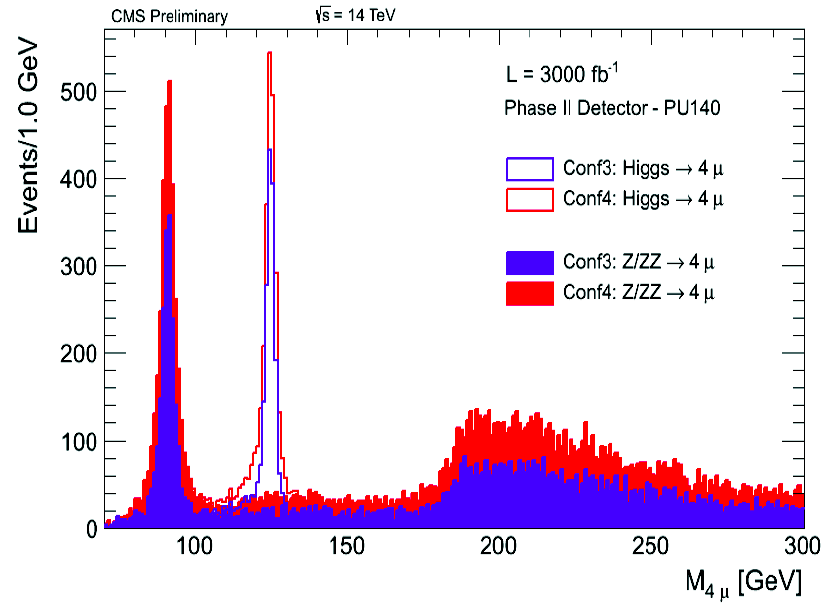 CMS Preliminary
√s = 14 TeV
L = 3000 fb⁻¹
Phase II Detector - PU140
Conf3: Higgs → 4 μ
Conf4: Higgs → 4 μ
Conf3: Z/ZZ → 4 μ
Conf4: Z/ZZ → 4 μ
Events/1.0 GeV
500
400
300
200
100
0
100
150
200
250
300
M4 μ [GeV]